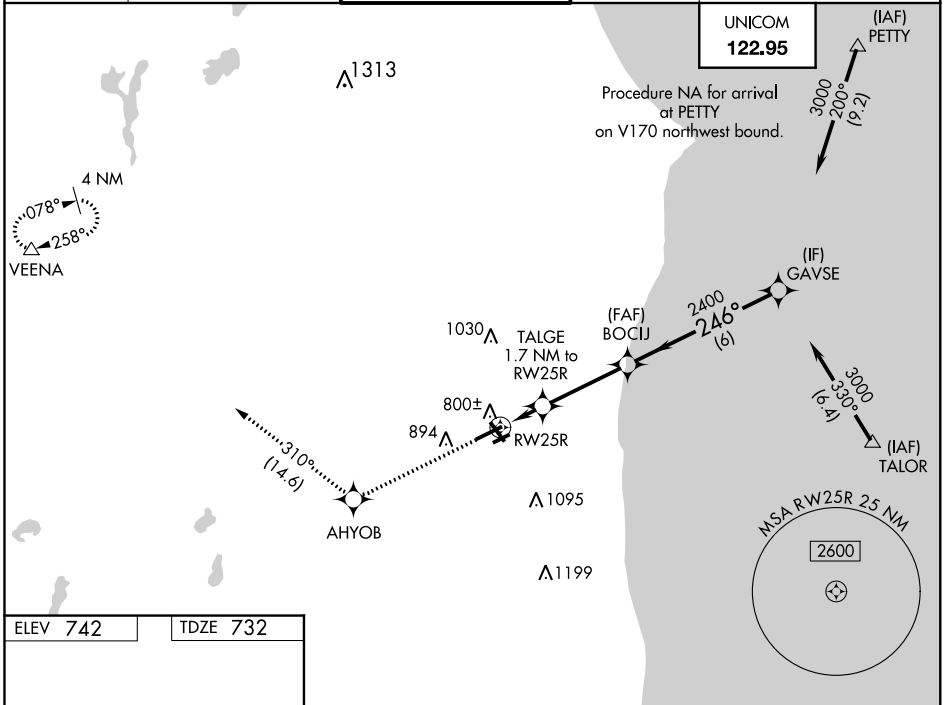 UNICOM
122.95
(IAF)
PETTY
1313
Procedure NA for arrival
at PETTY
on V170 northwest bound.
3000
200°
(9.2)
4 NM
078°
258°
VEENA
(IF)
GAVSE
2400
246°
(6)
(FAF)
BOCIJ
1030
TALGE
1.7 NM to
RW25R
800±
894
RW25R
3000
330°
(6.4)
(IAF)
TALOR
310°
(14.6)
AHYOB
1095
1199
MSA RW25R 25 NM
2600
ELEV 742
TDZE 732